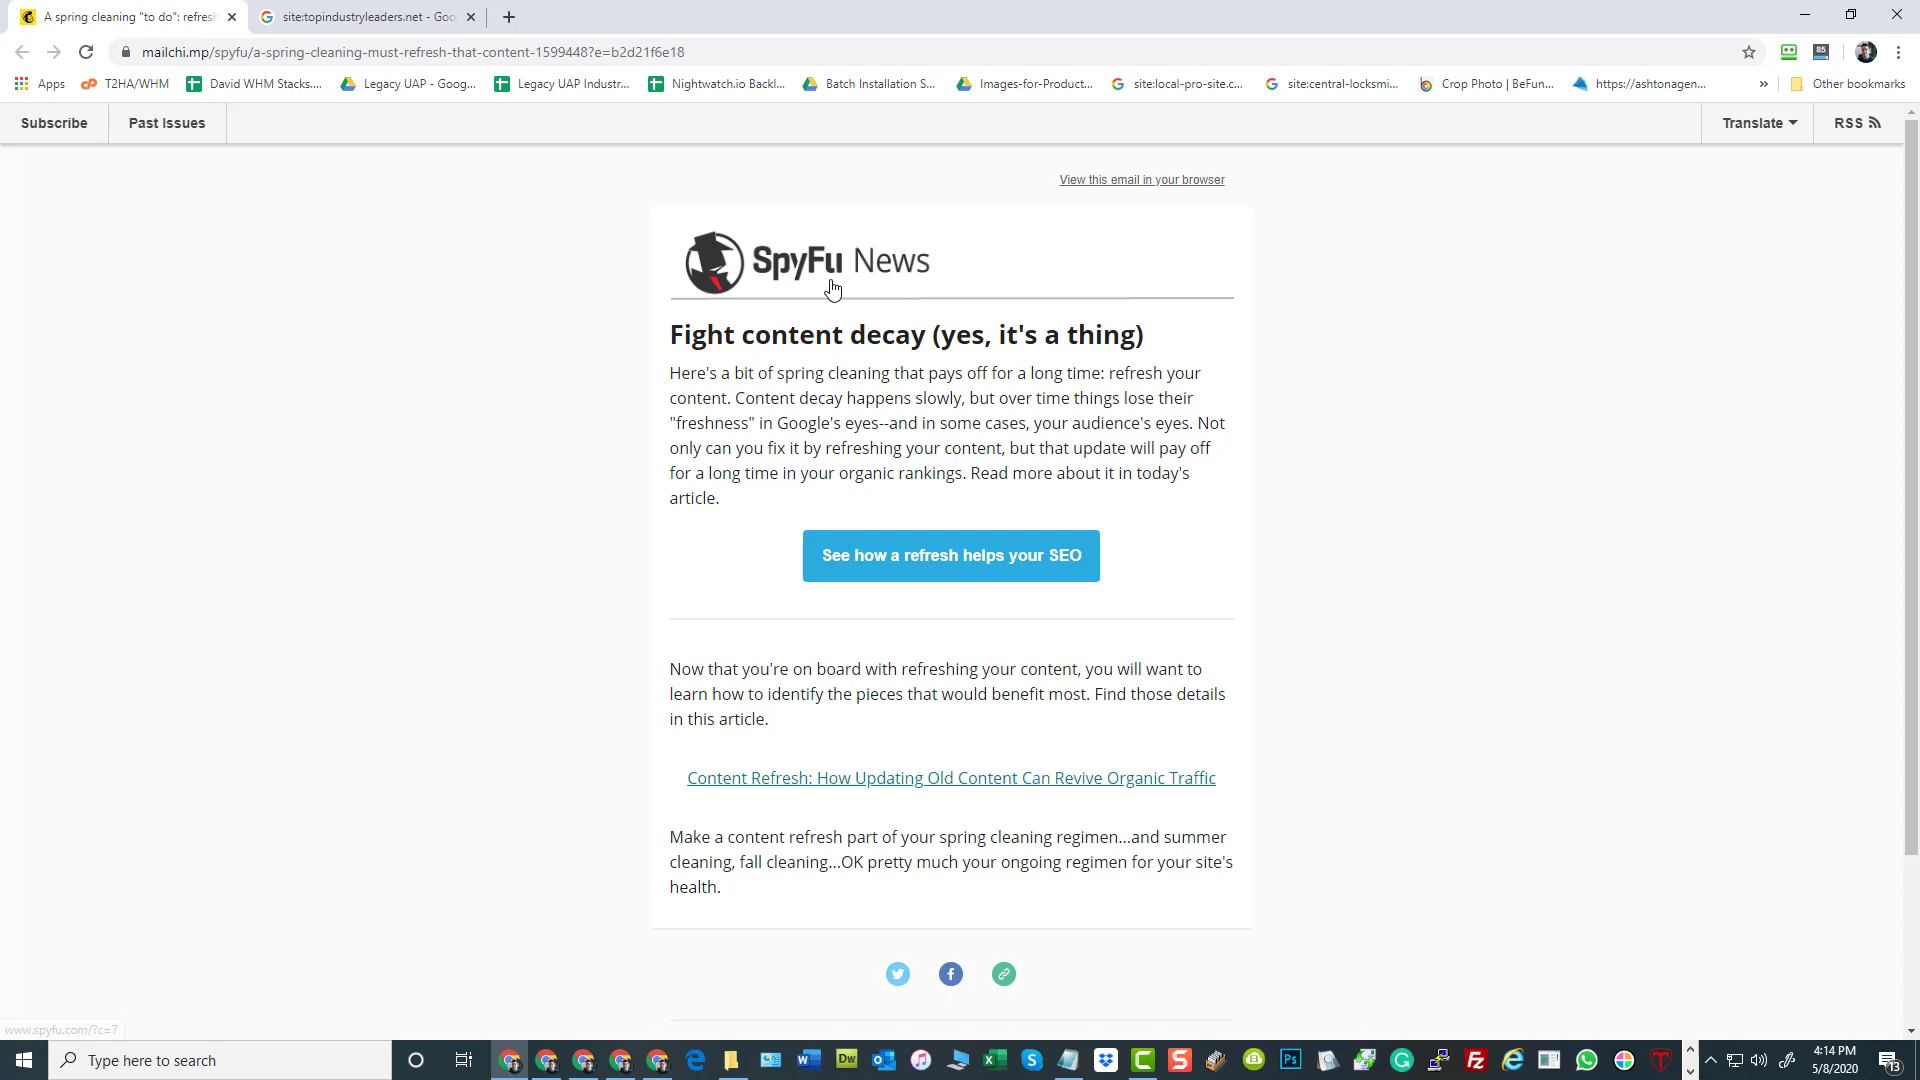 A spring cleaning "to do": refresh
site:topindustryleaders.net - Goo
mailchi.mp/spyfu/a-spring-cleaning-must-refresh-that-content-1599448?e=b2d21f6e18
85
Apps
T2HA/WHM
David WHM Stacks....
Legacy UAP - Goog...
Legacy UAP Industr...
Nightwatch.io Backl...
Batch Installation S...
Images-for-Product...
site:local-pro-site.c...
site:central-locksmi...
Crop Photo | BeFun...
https://ashtonagen...
»
Other bookmarks
Subscribe
Past Issues
Translate
RSS
View this email in your browser
SpyFu News
Fight content decay (yes, it's a thing)
Here's a bit of spring cleaning that pays off for a long time: refresh your
content. Content decay happens slowly, but over time things lose their
"freshness" in Google's eyes--and in some cases, your audience's eyes. Not
only can you fix it by refreshing your content, but that update will pay off
for a long time in your organic rankings. Read more about it in today's
article.
See how a refresh helps your SEO
Now that you're on board with refreshing your content, you will want to
learn how to identify the pieces that would benefit most. Find those details
in this article.
Content Refresh: How Updating Old Content Can Revive Organic Traffic
Make a content refresh part of your spring cleaning regimen...and summer
cleaning, fall cleaning...OK pretty much your ongoing regimen for your site's
health.
www.spyfu.com/?c=7
Type here to search
4:14 PM
5/8/2020
13